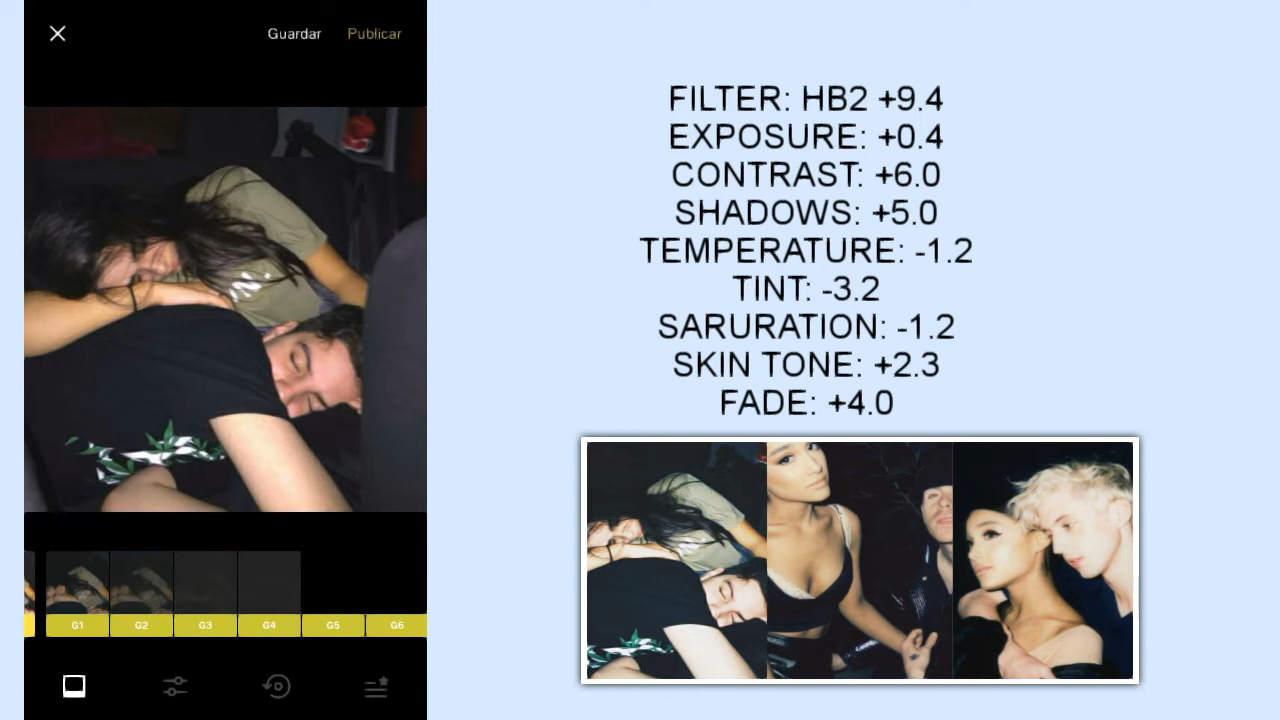 Guardar Publicar
FILTER: HB2 +9.4
EXPOSURE: +0.4
CONTRAST: +6.0
SHADOWS: +5.0
TEMPERATURE: -1.2
TINT: -3.2
SARURATION: -1.2
SKIN TONE: +2.3
FADE: +4.0
G1 G2 G3 G4 G5 G6